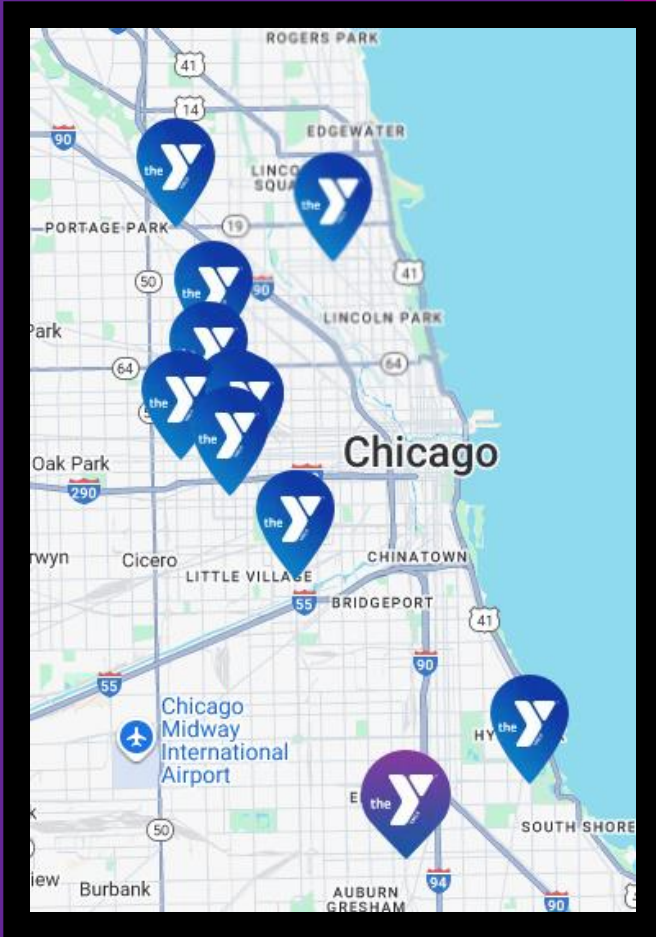 ROGERS PARK
41
14
EDGEWATER
90
the
LINCO
SQUA
the
PORTAGE PARK
19
50
the
90
41
Park
LINCOLN PARK
64
64
the
the
Chicago
Oak Park
290
the
rwyn
Cicero
CHINATOWN
LITTLE VILLAGE
55
BRIDGEPORT
41
90
55
Chicago
Midway
International
Airport
the
HY
the
50
SOUTH SHORE
iew
Burbank
94
AUBURN
GRESHAM
90